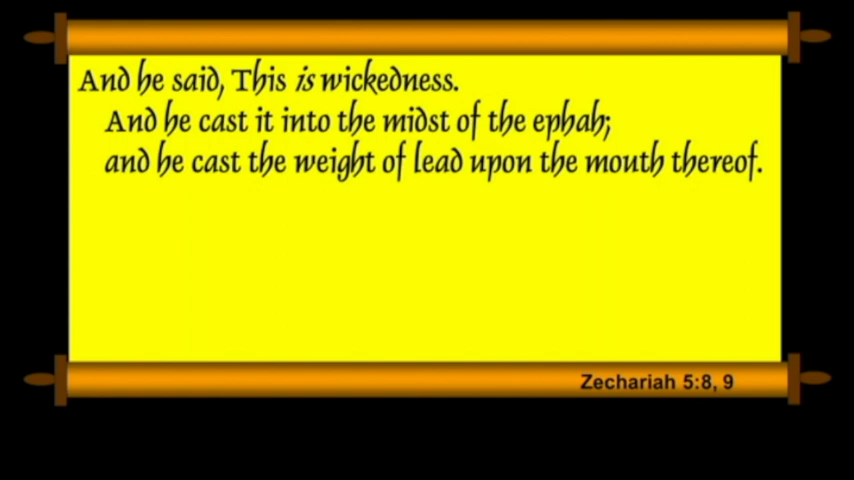 And he said, This is wickedness.
And he cast it into the midst of the ephah;
and he cast the weight of lead upon the mouth thereof.
Zechariah 5:8, 9